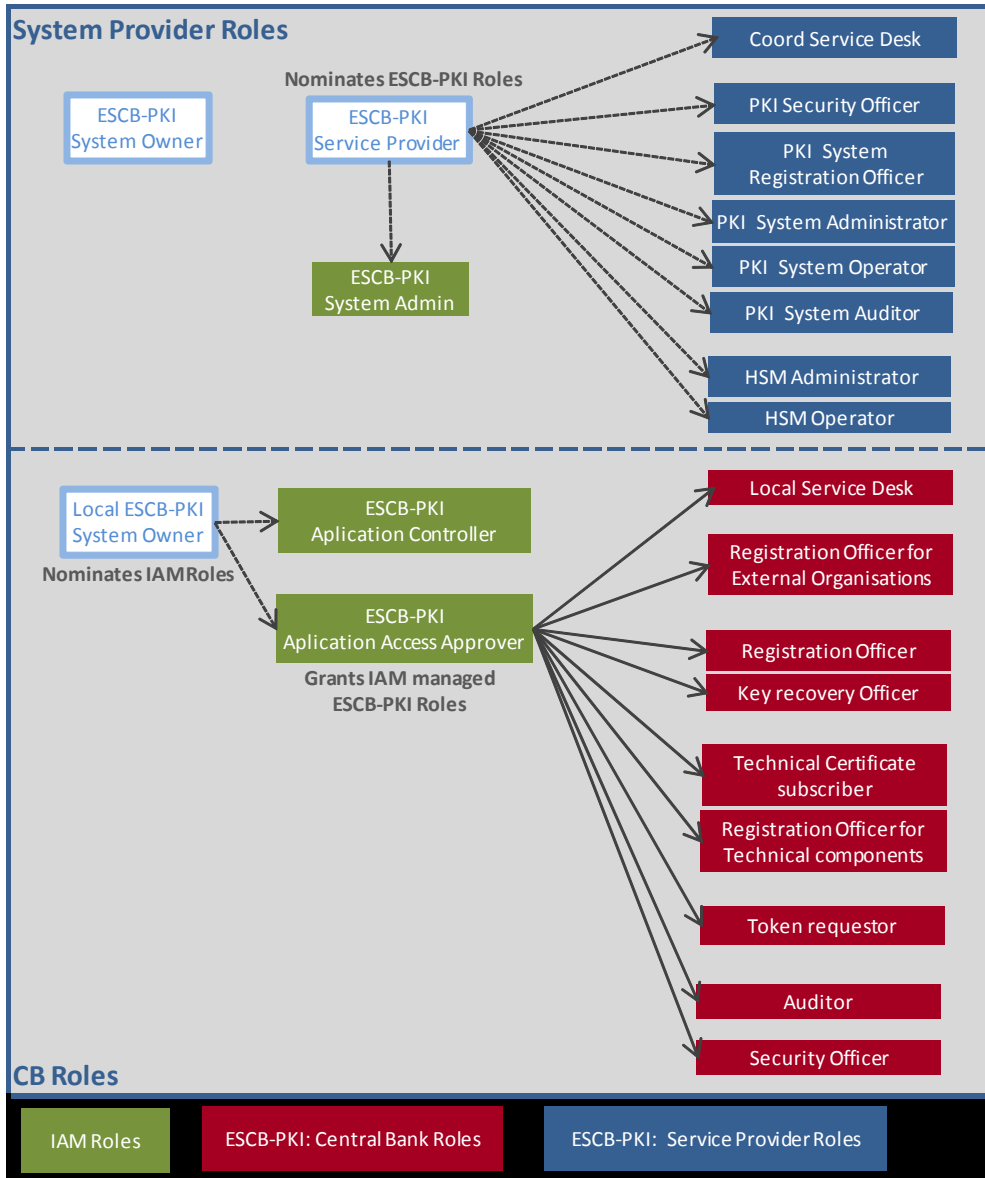 System Provider Roles
Nominates ESCB-PKI Roles
ESCB-PKI
System Owner
ESCB-PKI
Service Provider
ESCB-PKI
System Admin
Coord Service Desk
PKI Security Officer
PKI System
Registration Officer
PKI System Administrator
PKI System Operator
PKI System Auditor
HSM Administrator
HSM Operator
Local ESCB-PKI
System Owner
Nominates IAM Roles
ESCB-PKI
Aplication Controller
ESCB-PKI
Aplication Access Approver
Grants IAM managed
ESCB-PKI Roles
Local Service Desk
Registration Officer for
External Organisations
Registration Officer
Key recovery Officer
Technical Certificate
subscriber
Registration Officer for
Technical components
Token requestor
Auditor
Security Officer
CB Roles
IAM Roles
ESCB-PKI: Central Bank Roles
ESCB-PKI: Service Provider Roles